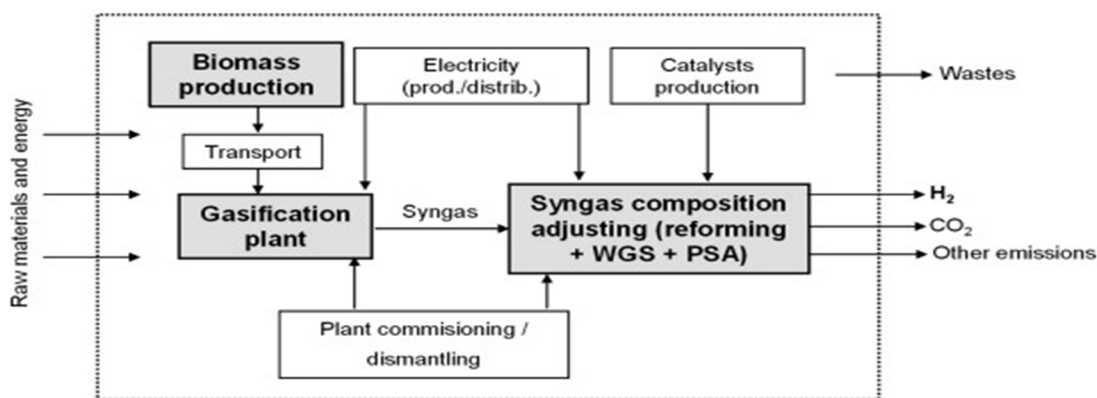 Biomass
production
Electricity
(prod./distrib.)
Catalysts
production
Wastes
Raw materials and energy
Transport
Gasification
plant
Syngas
Syngas composition
adjusting (reforming
+ WGS + PSA)
H₂
CO₂
Other emissions
Plant commisioning /
dismantling